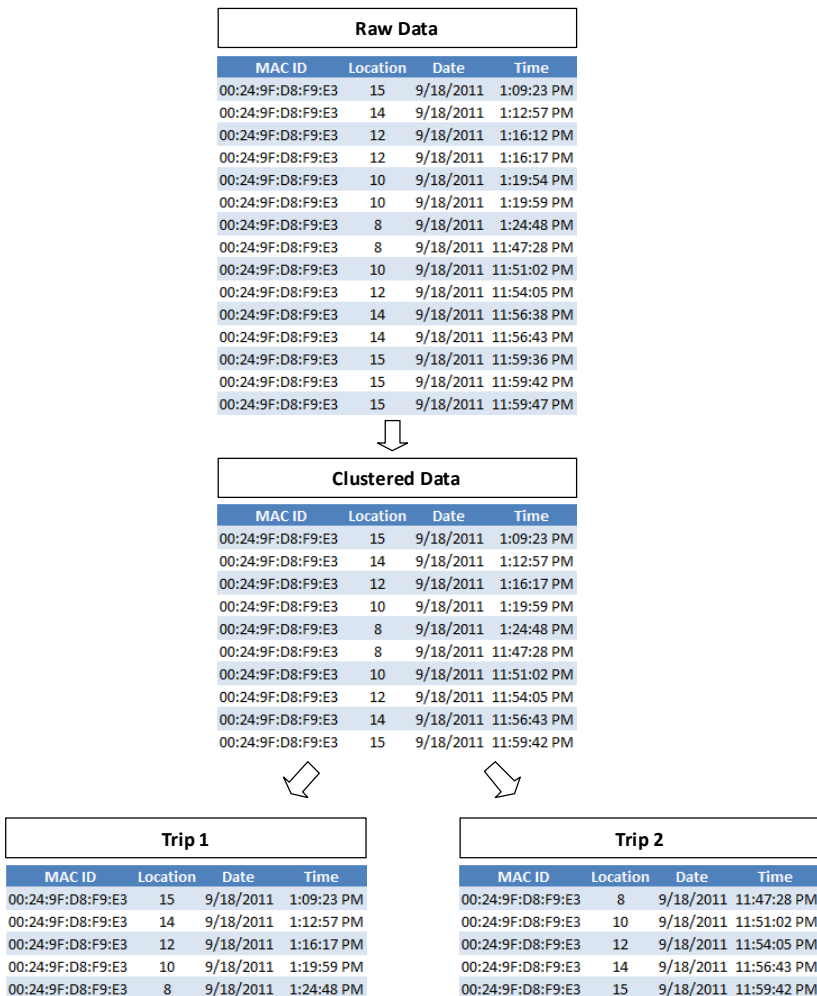 Raw Data
MAC ID Location Date Time
00:24:9F:D8:F9:E3 15 9/18/2011 1:09:23 PM
00:24:9F:D8:F9:E3 14 9/18/2011 1:12:57 PM
00:24:9F:D8:F9:E3 12 9/18/2011 1:16:12 PM
00:24:9F:D8:F9:E3 12 9/18/2011 1:16:17 PM
00:24:9F:D8:F9:E3 10 9/18/2011 1:19:54 PM
00:24:9F:D8:F9:E3 10 9/18/2011 1:19:59 PM
00:24:9F:D8:F9:E3 8 9/18/2011 1:24:48 PM
00:24:9F:D8:F9:E3 8 9/18/2011 11:47:28 PM
00:24:9F:D8:F9:E3 10 9/18/2011 11:51:02 PM
00:24:9F:D8:F9:E3 12 9/18/2011 11:54:05 PM
00:24:9F:D8:F9:E3 14 9/18/2011 11:56:38 PM
00:24:9F:D8:F9:E3 14 9/18/2011 11:56:43 PM
00:24:9F:D8:F9:E3 15 9/18/2011 11:59:36 PM
00:24:9F:D8:F9:E3 15 9/18/2011 11:59:42 PM
00:24:9F:D8:F9:E3 15 9/18/2011 11:59:47 PM
Clustered Data
MAC ID Location Date Time
00:24:9F:D8:F9:E3 15 9/18/2011 1:09:23 PM
00:24:9F:D8:F9:E3 14 9/18/2011 1:12:57 PM
00:24:9F:D8:F9:E3 12 9/18/2011 1:16:17 PM
00:24:9F:D8:F9:E3 10 9/18/2011 1:19:59 PM
00:24:9F:D8:F9:E3 8 9/18/2011 1:24:48 PM
00:24:9F:D8:F9:E3 8 9/18/2011 11:47:28 PM
00:24:9F:D8:F9:E3 10 9/18/2011 11:51:02 PM
00:24:9F:D8:F9:E3 12 9/18/2011 11:54:05 PM
00:24:9F:D8:F9:E3 14 9/18/2011 11:56:43 PM
00:24:9F:D8:F9:E3 15 9/18/2011 11:59:42 PM
Trip 1
MAC ID Location Date Time
00:24:9F:D8:F9:E3 15 9/18/2011 1:09:23 PM
00:24:9F:D8:F9:E3 14 9/18/2011 1:12:57 PM
00:24:9F:D8:F9:E3 12 9/18/2011 1:16:17 PM
00:24:9F:D8:F9:E3 10 9/18/2011 1:19:59 PM
00:24:9F:D8:F9:E3 8 9/18/2011 1:24:48 PM
Trip 2
MAC ID Location Date Time
00:24:9F:D8:F9:E3 8 9/18/2011 11:47:28 PM
00:24:9F:D8:F9:E3 10 9/18/2011 11:51:02 PM
00:24:9F:D8:F9:E3 12 9/18/2011 11:54:05 PM
00:24:9F:D8:F9:E3 14 9/18/2011 11:56:43 PM
00:24:9F:D8:F9:E3 15 9/18/2011 11:59:42 PM